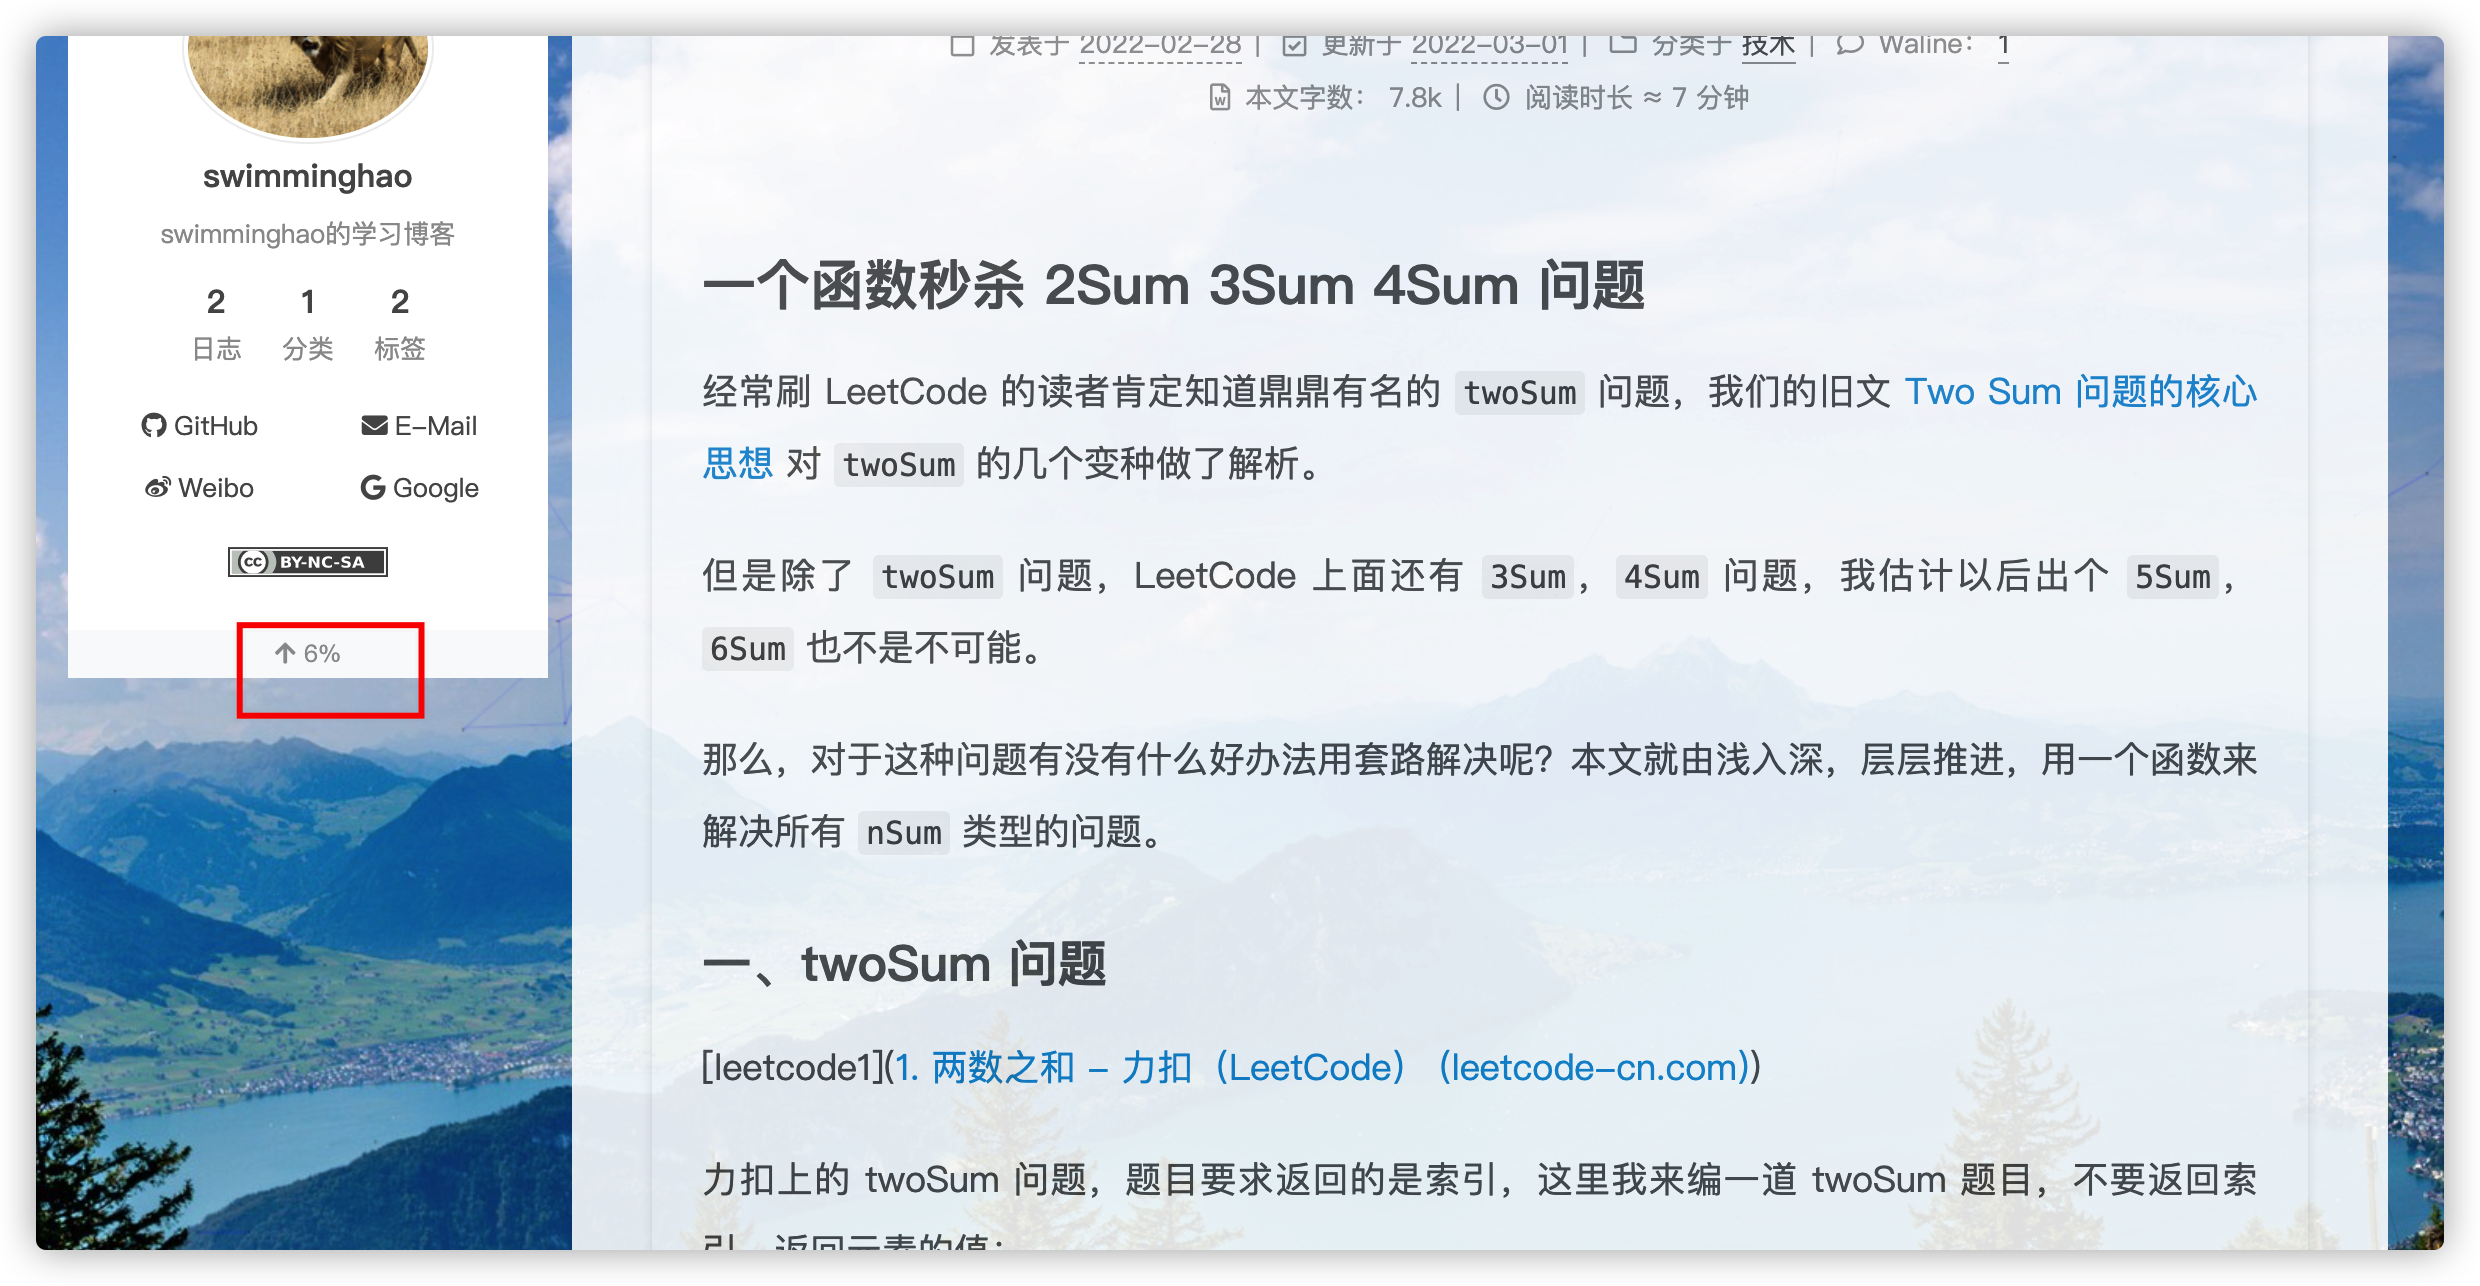 swimminghao
swimminghao的学习博客
2 1 2
日志 分类 标签
GitHub E-Mail
Weibo Google
cc BY-NC-SA
6%
发表于 2022-02-28 | 更新于 2022-03-01 | 分类于 技术 | Waline： 1
本文字数： 7.8k | 阅读时长 ≈ 7 分钟
一个函数秒杀 2Sum 3Sum 4Sum 问题
经常刷 LeetCode 的读者肯定知道鼎鼎有名的 twoSum 问题，我们的旧文 Two Sum 问题的核心
思想 对 twoSum 的几个变种做了解析。
但是除了 twoSum 问题，LeetCode 上面还有 3Sum，4Sum 问题，我估计以后出个 5Sum，
6Sum 也不是不可能。
那么，对于这种问题有没有什么好办法用套路解决呢？本文就由浅入深，层层推进，用一个函数来
解决所有 nSum 类型的问题。
一、twoSum 问题
[leetcode1](1. 两数之和 - 力扣（LeetCode） (leetcode-cn.com))
力扣上的 twoSum 问题，题目要求返回的是索引，这里我来编一道 twoSum 题目，不要返回索
引，返回元素的值：